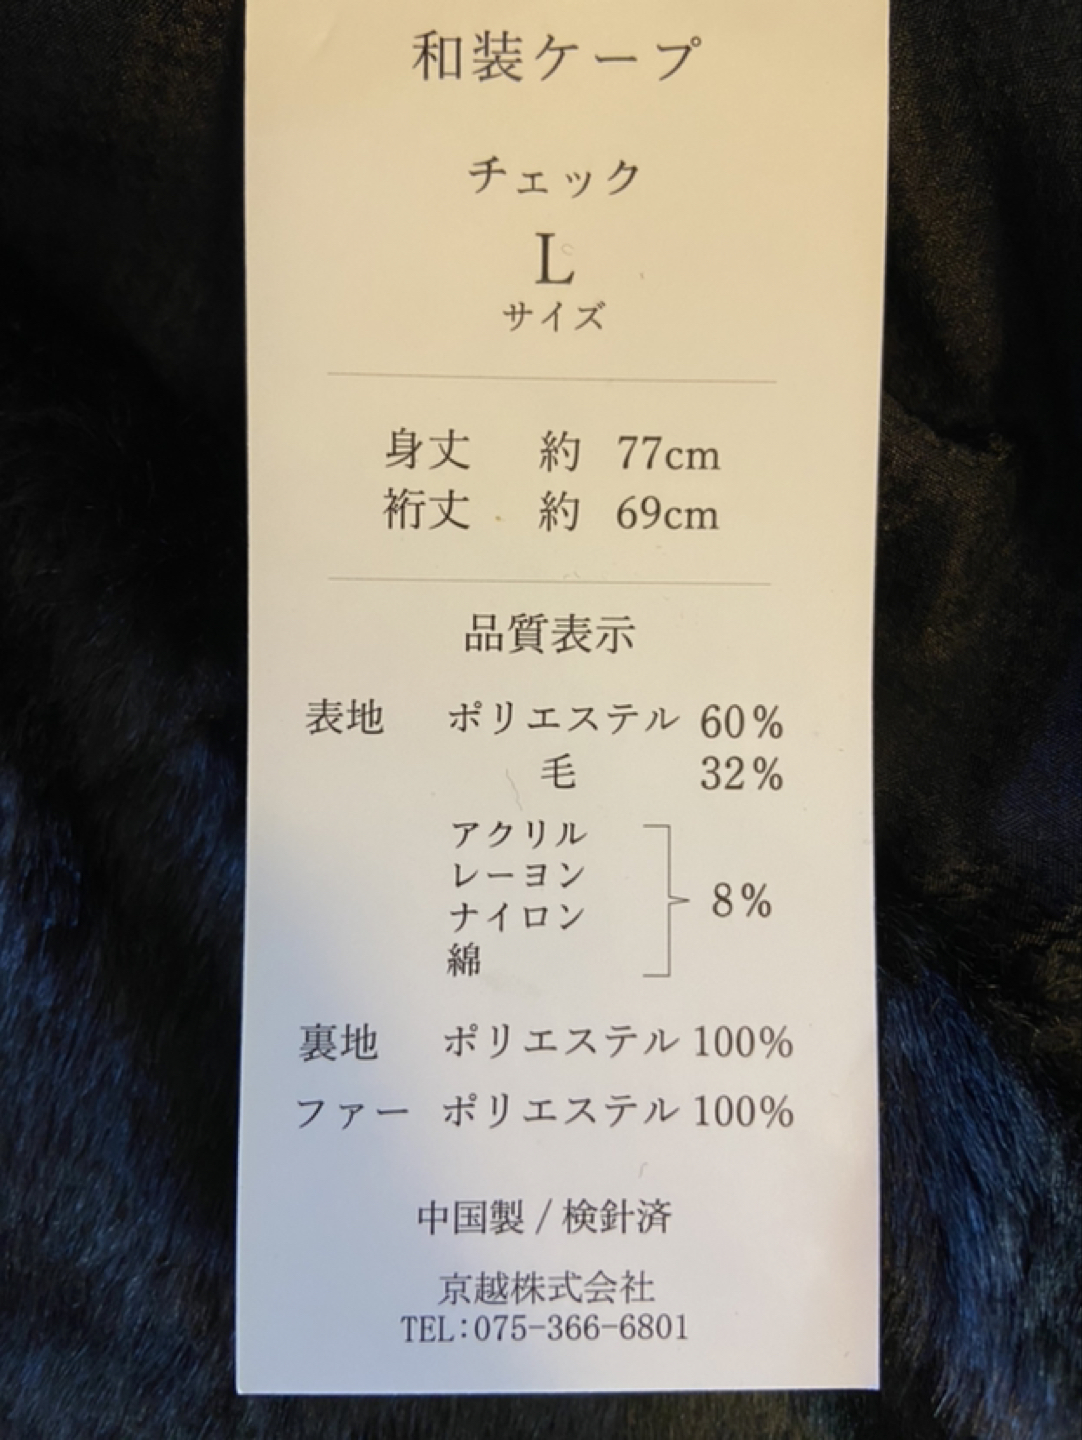 和装ケープ
チェック
L
サイズ
身丈 約 77cm
裄丈 約 69cm
品質表示
表地 ポリエステル 60%
毛 32%
アクリル
レーヨン
ナイロン
綿
8%
裏地 ポリエステル 100%
ファー ポリエステル 100%
中国製 / 検針済
京越株式会社
TEL:075-366-6801